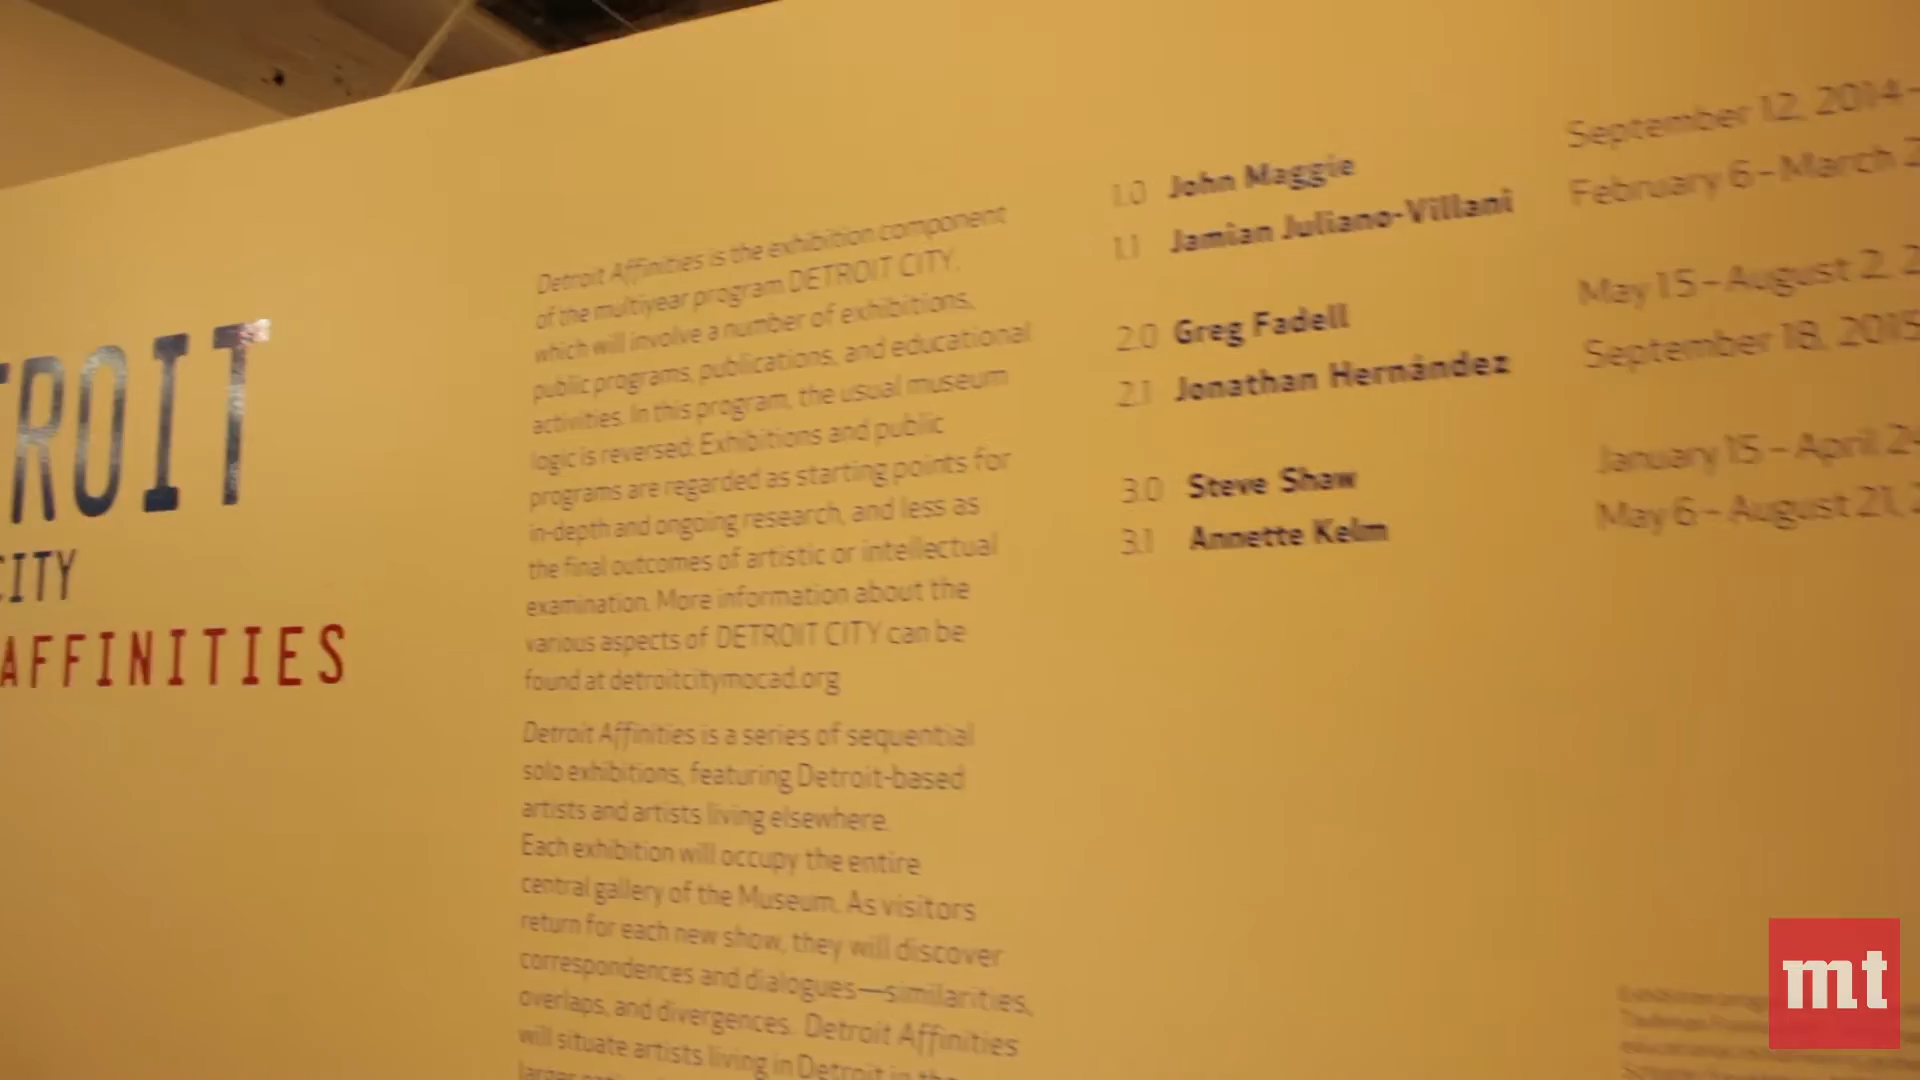 TROIT
CITY
AFFINITIES
Detroit Affinities is the exhibition component
of the multiyear program DETROIT CITY,
which will involve a number of exhibitions,
public programs, publications, and educational
activities. In this program, the usual museum
logic is reversed: Exhibitions and public
programs are regarded as starting points for
in-depth and ongoing research, and less as
the final outcomes of artistic or intellectual
examination. More information about the
various aspects of DETROIT CITY can be
found at detroitcitymocad.org
Detroit Affinities is a series of sequential
solo exhibitions, featuring Detroit-based
artists and artists living elsewhere.
Each exhibition will occupy the entire
central gallery of the Museum. As visitors
return for each new show, they will discover
correspondences and dialogues—similarities,
overlaps, and divergences. Detroit Affinities
will situate artists living in Detroit in the
1.0 John Maggie September 12, 2014–
1.1 Jamian Juliano-Villani February 6–March 2
2.0 Greg Fadell May 15–August 2, 2
2.1 Jonathan Hernández September 18, 2015
3.0 Steve Shaw January 15–April 24
3.1 Annette Kelm May 6–August 21, 2
mt